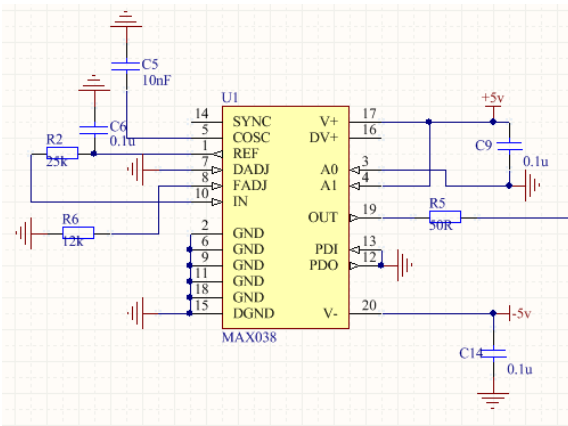 C5
10nF
C6
0.1u
R2
25k
R6
12k
U1
14 SYNC
5 COSC
1 REF
7 DADJ
8 FADJ
10 IN
2 GND
6 GND
9 GND
11 GND
18 GND
15 DGND
V+ 17
DV+ 16
A0 3
A1 4
OUT 19
PDI 13
PDO 12
V- 20
MAX038
+5v
C9
0.1u
R5
50R
-5v
C14
0.1u